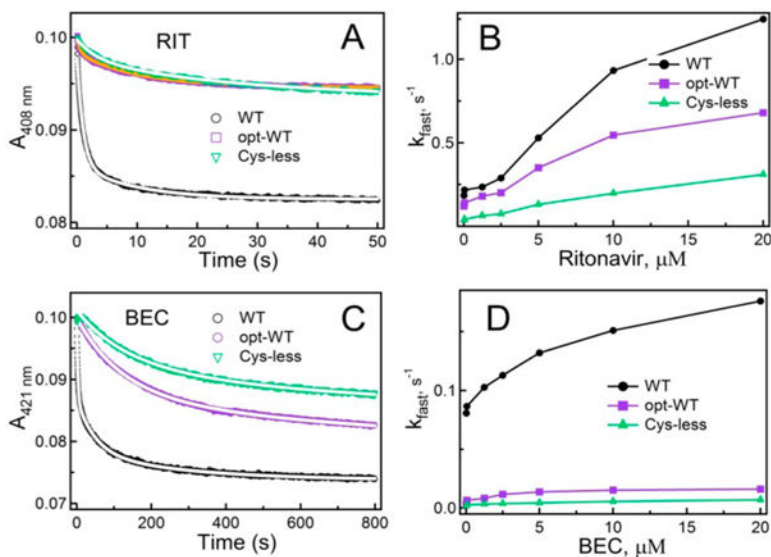 A
RIT
0.10
0.09
0.08
A408 nm
WT
opt-WT
Cys-less
0 10 20 30 40 50
Time (s)
B
1.0
0.5
kfast, s-1
WT
opt-WT
Cys-less
0 5 10 15 20
Ritonavir, μM
C
BEC
0.10
0.09
0.08
0.07
A421 nm
WT
opt-WT
Cys-less
0 200 400 600 800
Time (s)
D
0.1
0.0
kfast, s-1
WT
opt-WT
Cys-less
0 5 10 15 20
BEC, μM